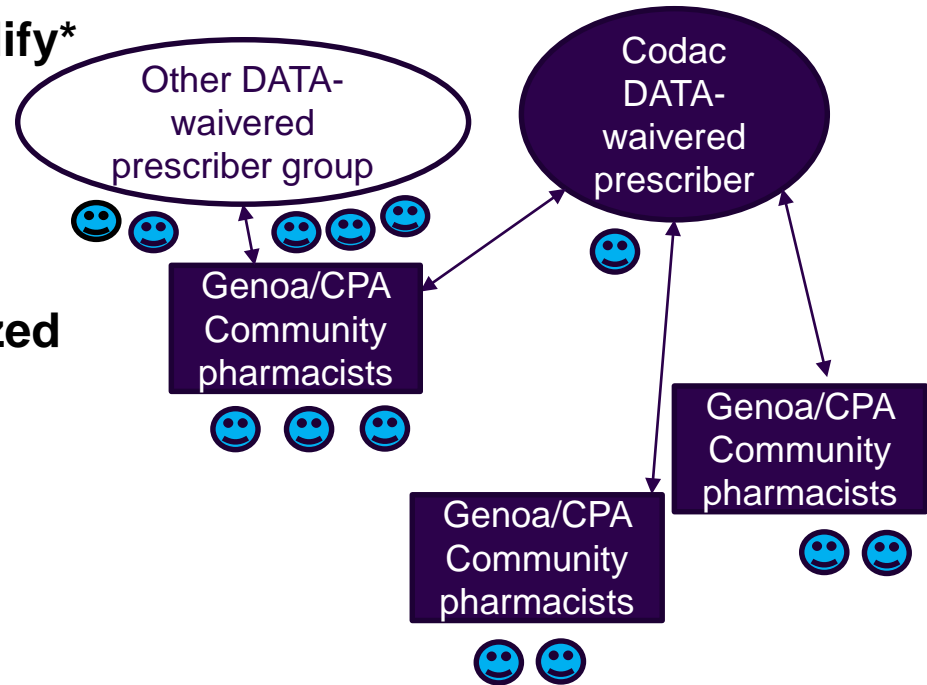 lify*
Other DATA-
waivered
prescriber group
Codac
DATA-
waivered
prescriber
Genoa/CPA
Community
pharmacists
zed
Genoa/CPA
Community
pharmacists
Genoa/CPA
Community
pharmacists